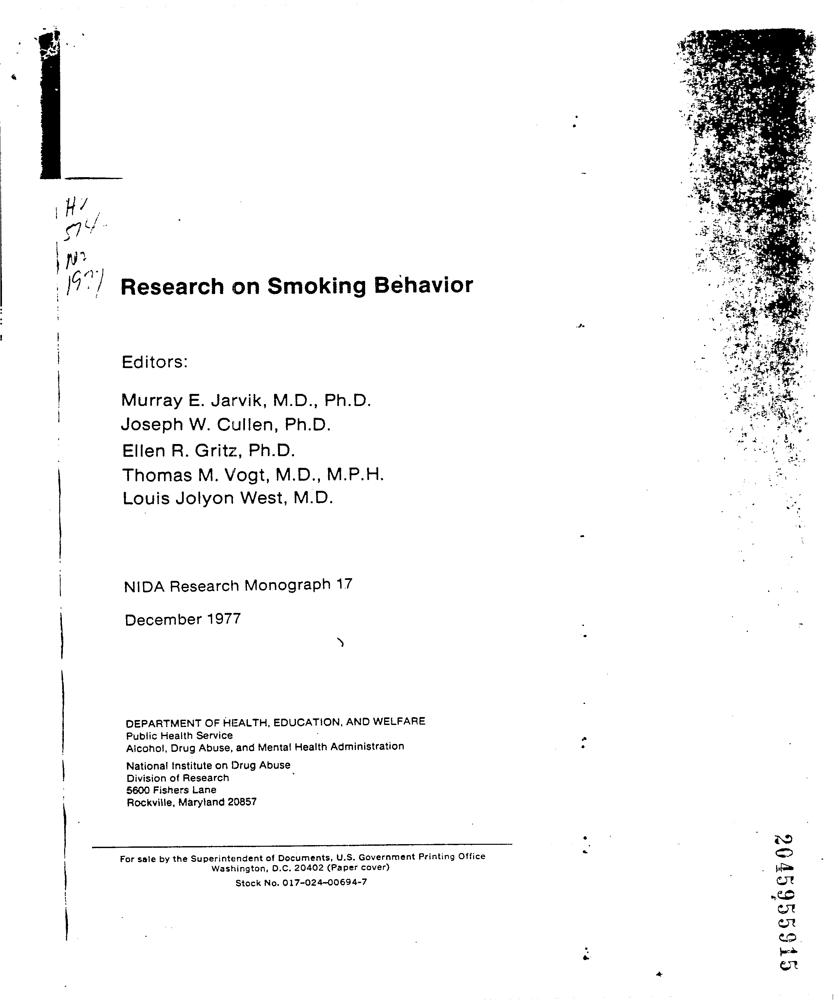 574
Research on Smoking Behavior
Editors:
Murray E. Jarvik, M.D., Ph.D.
Joseph W. Cullen, Ph.D.
Ellen R. Gritz, Ph.D.
Thomas M. Vogt, M.D., M.P.H.
Louis Jolyon West, M.D.
NIDA Research Monograph 17
December 1977
DEPARTMENT OF HEALTH, EDUCATION, AND WELFARE
Public Health Service
Alcohol, Drug Abuse, and Mental Health Administration
National Institute on Drug Abuse
Division of Research
5600 Fishers Lane
Rockville, Maryland 20857
For sale by the Superintendent of Documents, U.S. Government Printing Office
Washington, D.C. 20402 (Paper cover)
Stock No. 017-024-00694-7
2045955915